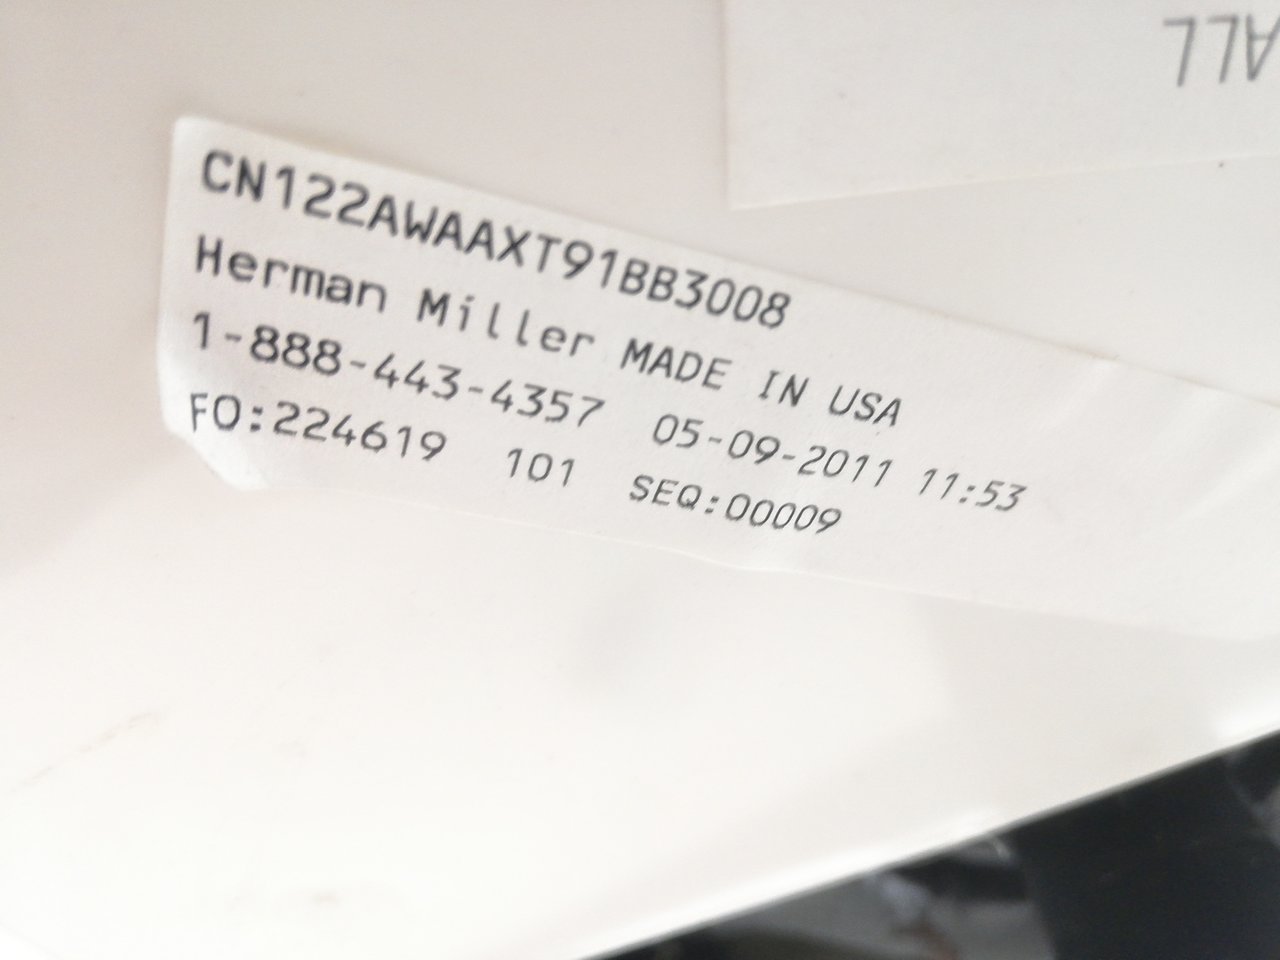 CN122AWAAXT91BB3008
Herman Miller MADE IN USA
1-888-443-4357 05-09-2011 11:53
FO:224619 101 SEQ:00009
ALL